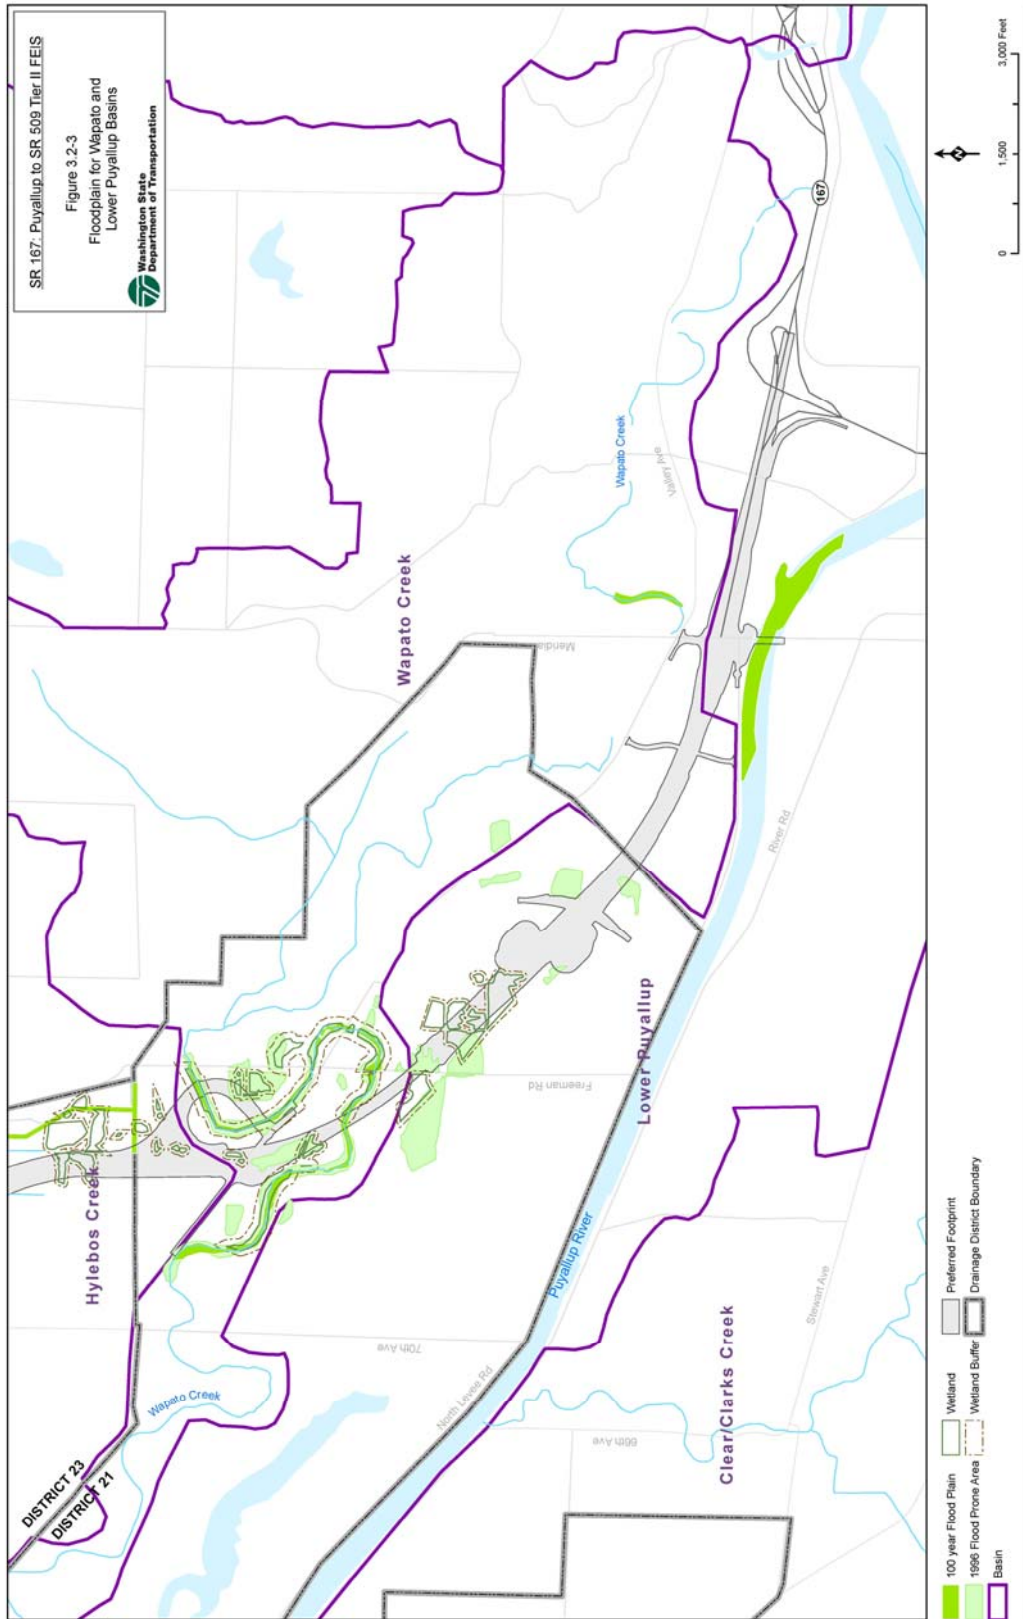 SR 167: Puyallup to SR 509 Tier II FEIS
Figure 3.2-3
Floodplain for Wapato and
Lower Puyallup Basins
Washington State
Department of Transportation
DISTRICT 23
DISTRICT 21
Hylebos Creek
Wapato Creek
Wapato Creek
Wapato Creek
Valley Ave
Meridia
167
Freeman Rd
Lower Puyallup
River Rd
70th Ave
North Levee Rd
Puyallup River
66th Ave
Clear/Clarks Creek
Stewart Ave
N
0 1,500 3,000 Feet
100 year Flood Plain
1996 Flood Prone Area
Basin
Wetland
Wetland Buffer
Preferred Footprint
Drainage District Boundary